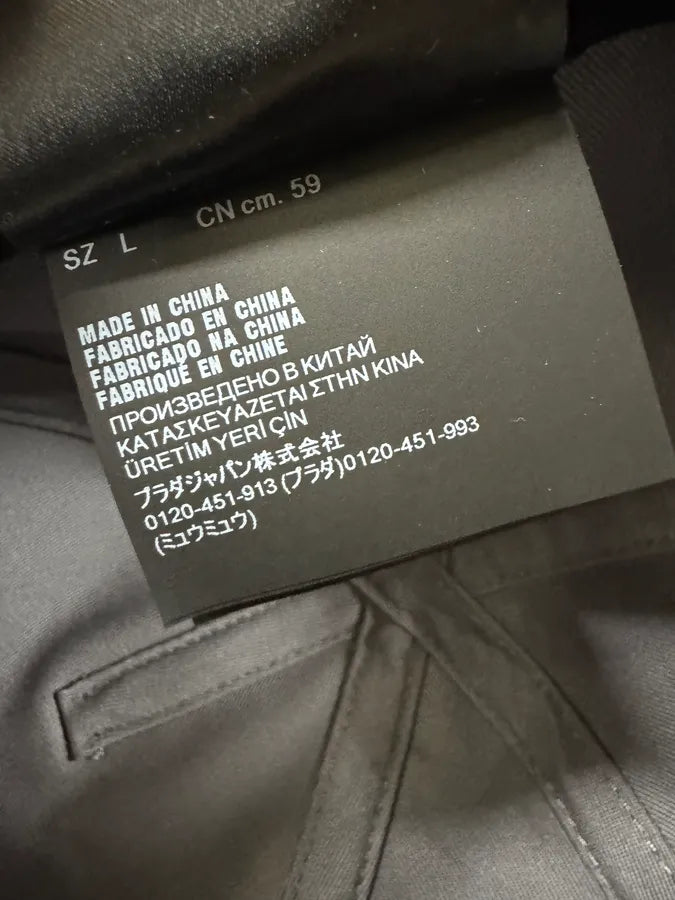 SZ L CN cm. 59
MADE IN CHINA
FABRICADO EN CHINA
FABRICADO NA CHINA
FABRIQUÉ EN CHINE
ПРОИЗВЕДЕНО В КИТАЙ
ΚΑΤΑΣΚΕΥΑΖΕΤΑΙ ΣΤΗΝ ΚΙΝΑ
ÜRETİM YERİ ÇİN
プラダジャパン株式会社
0120-451-913 (プラダ)0120-451-993
(ミュウミュウ)